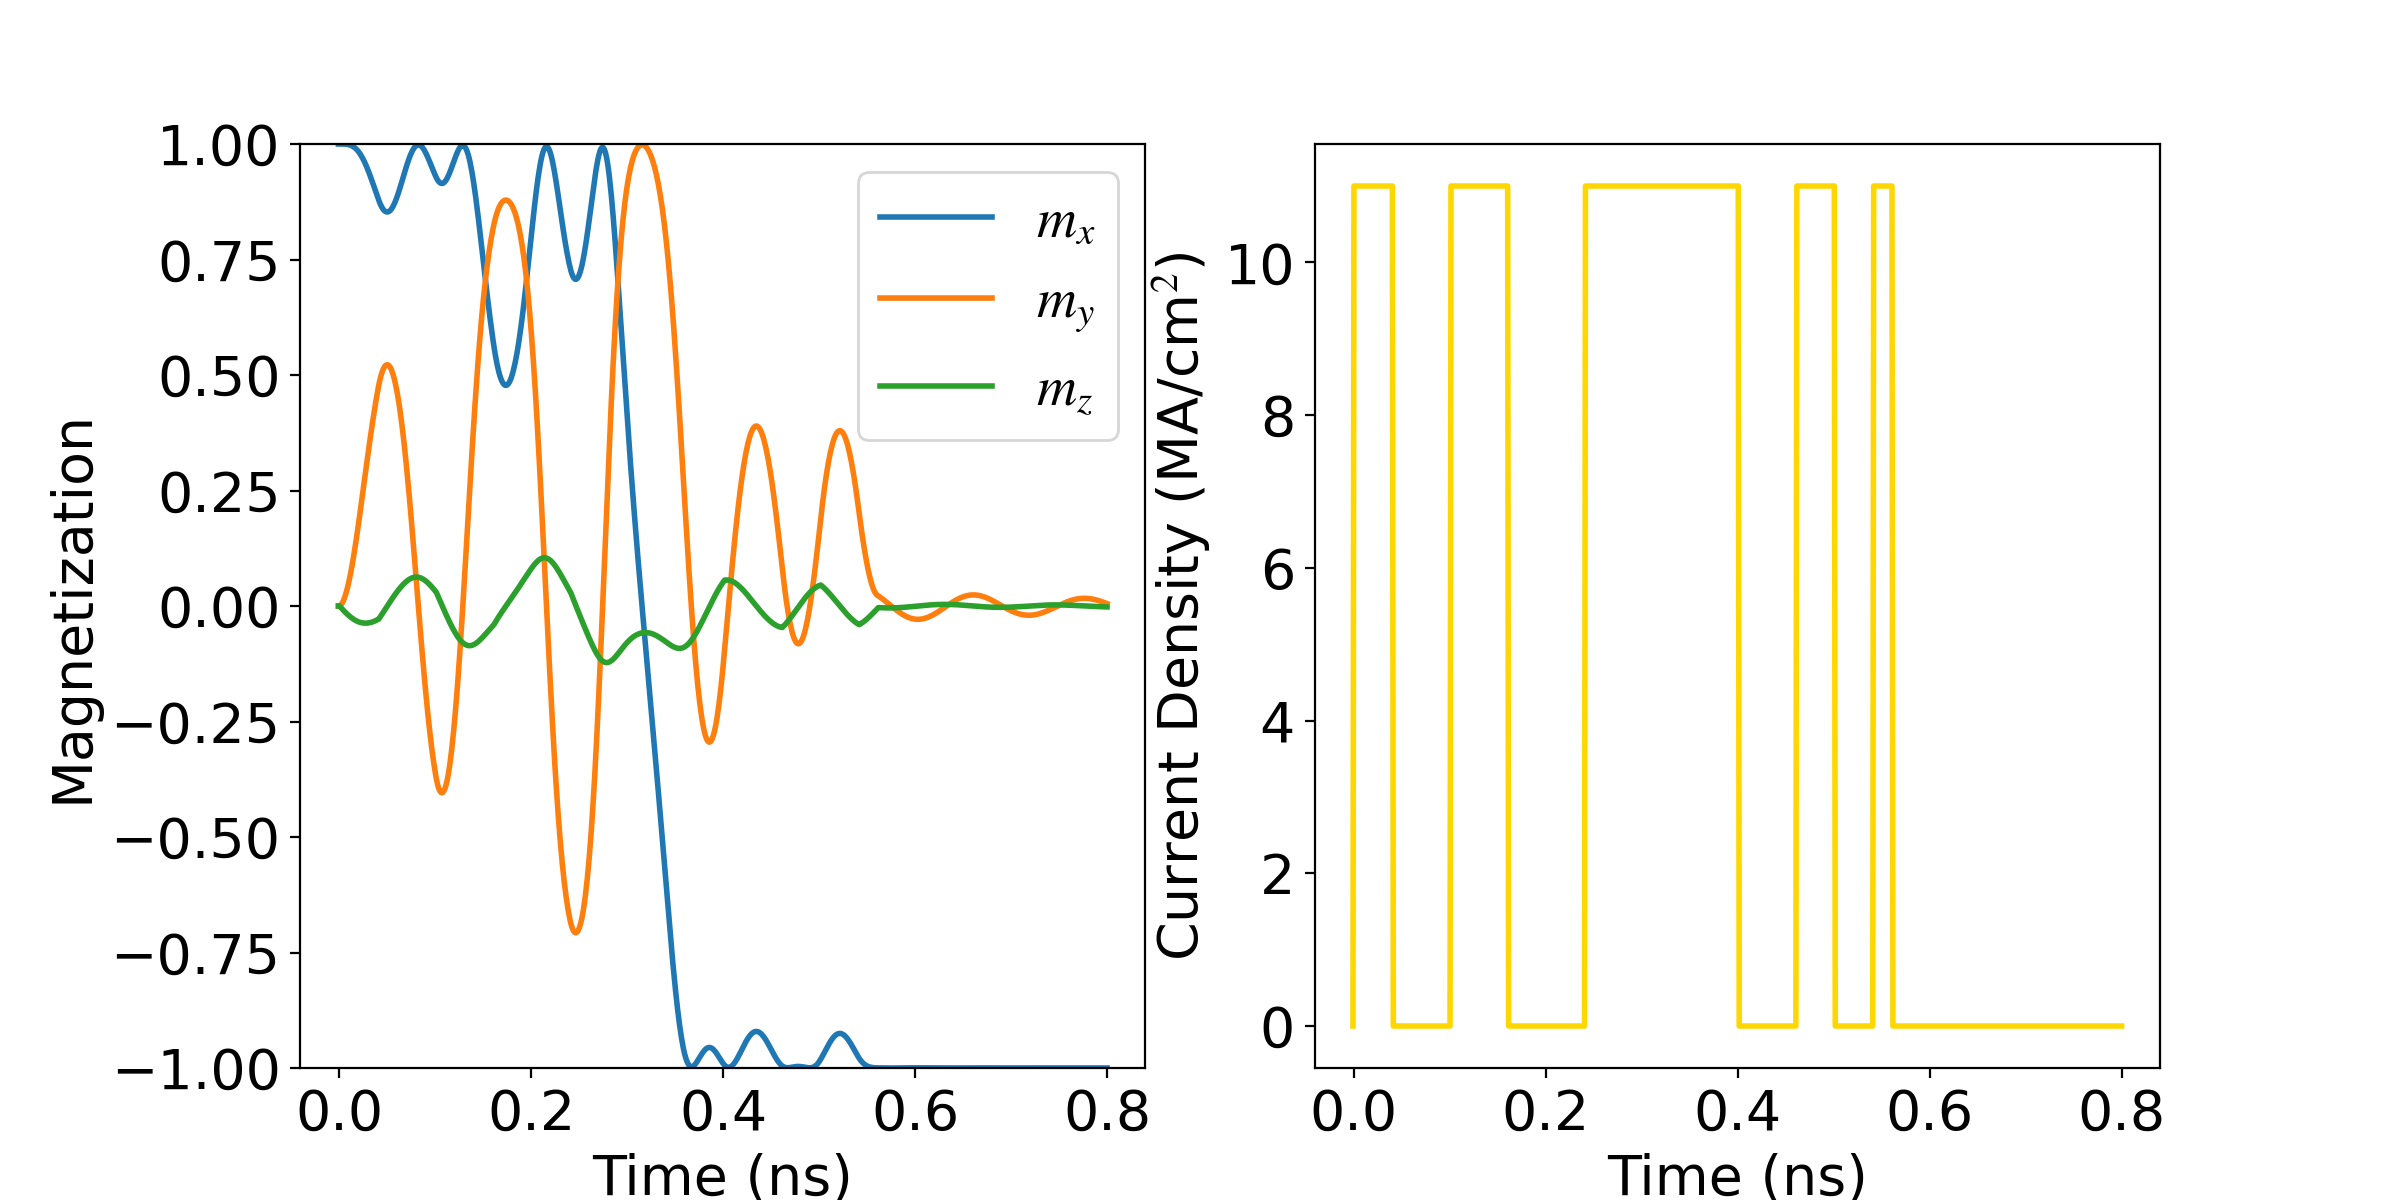 Magnetization
1.00
0.75
0.50
0.25
0.00
−0.25
−0.50
−0.75
−1.00
0.0 0.2 0.4 0.6 0.8
Time (ns)
m_x
m_y
m_z
Current Density (MA/cm²)
10
8
6
4
2
0
0.0 0.2 0.4 0.6 0.8
Time (ns)